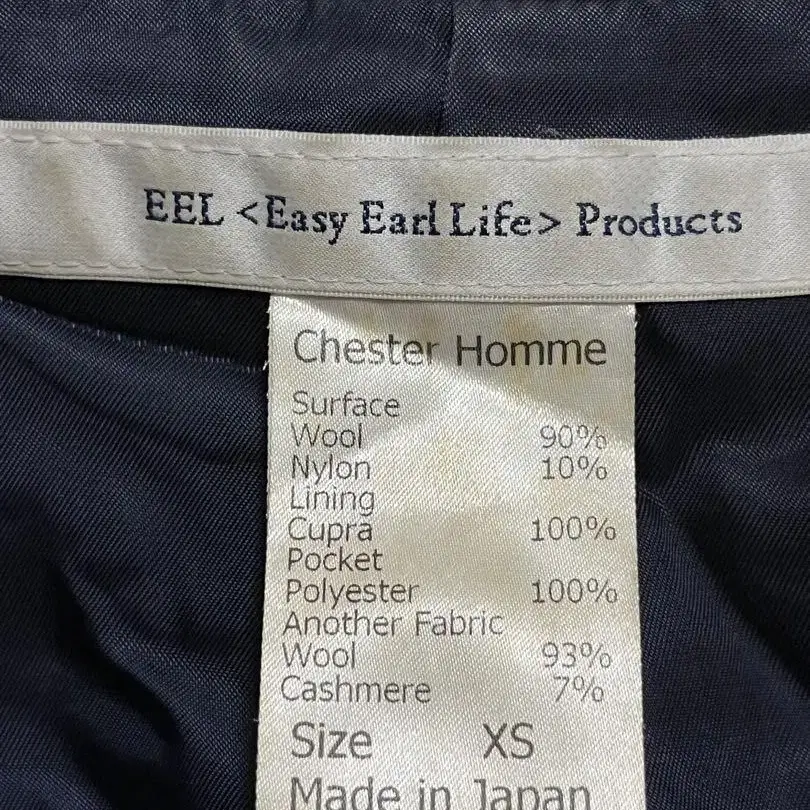 EEL <Easy Earl Life> Products
Chester Homme
Surface
Wool 90%
Nylon 10%
Lining
Cupra 100%
Pocket
Polyester 100%
Another Fabric
Wool 93%
Cashmere 7%
Size XS
Made in Japan